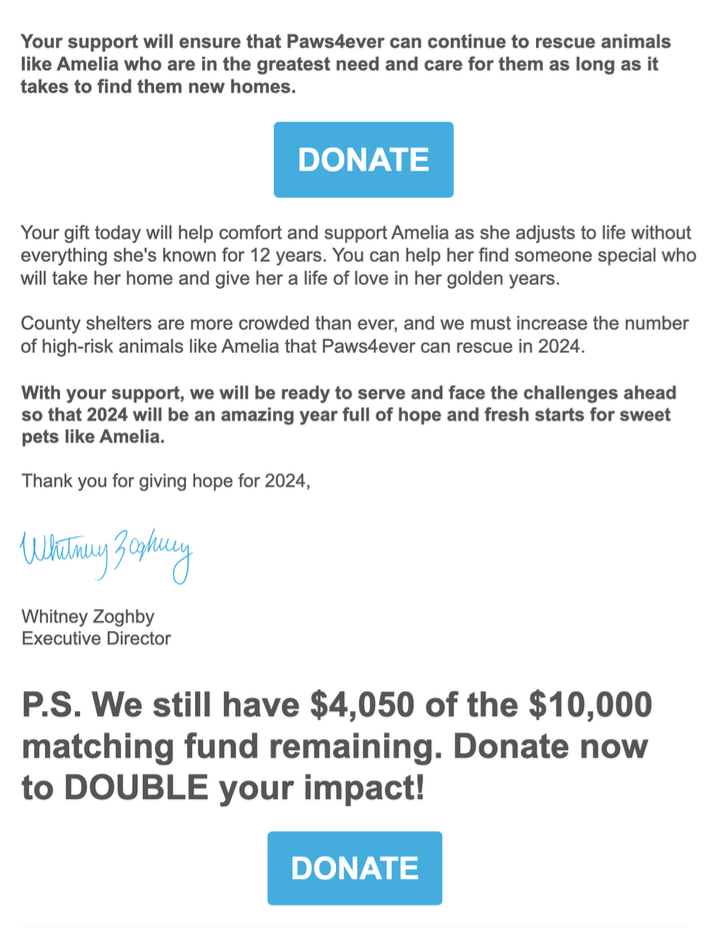 Your support will ensure that Paws4ever can continue to rescue animals
like Amelia who are in the greatest need and care for them as long as it
takes to find them new homes.
DONATE
Your gift today will help comfort and support Amelia as she adjusts to life without
everything she's known for 12 years. You can help her find someone special who
will take her home and give her a life of love in her golden years.
County shelters are more crowded than ever, and we must increase the number
of high-risk animals like Amelia that Paws4ever can rescue in 2024.
With your support, we will be ready to serve and face the challenges ahead
so that 2024 will be an amazing year full of hope and fresh starts for sweet
pets like Amelia.
Thank you for giving hope for 2024,
Whitney Zoghby
Whitney Zoghby
Executive Director
P.S. We still have $4,050 of the $10,000
matching fund remaining. Donate now
to DOUBLE your impact!
DONATE